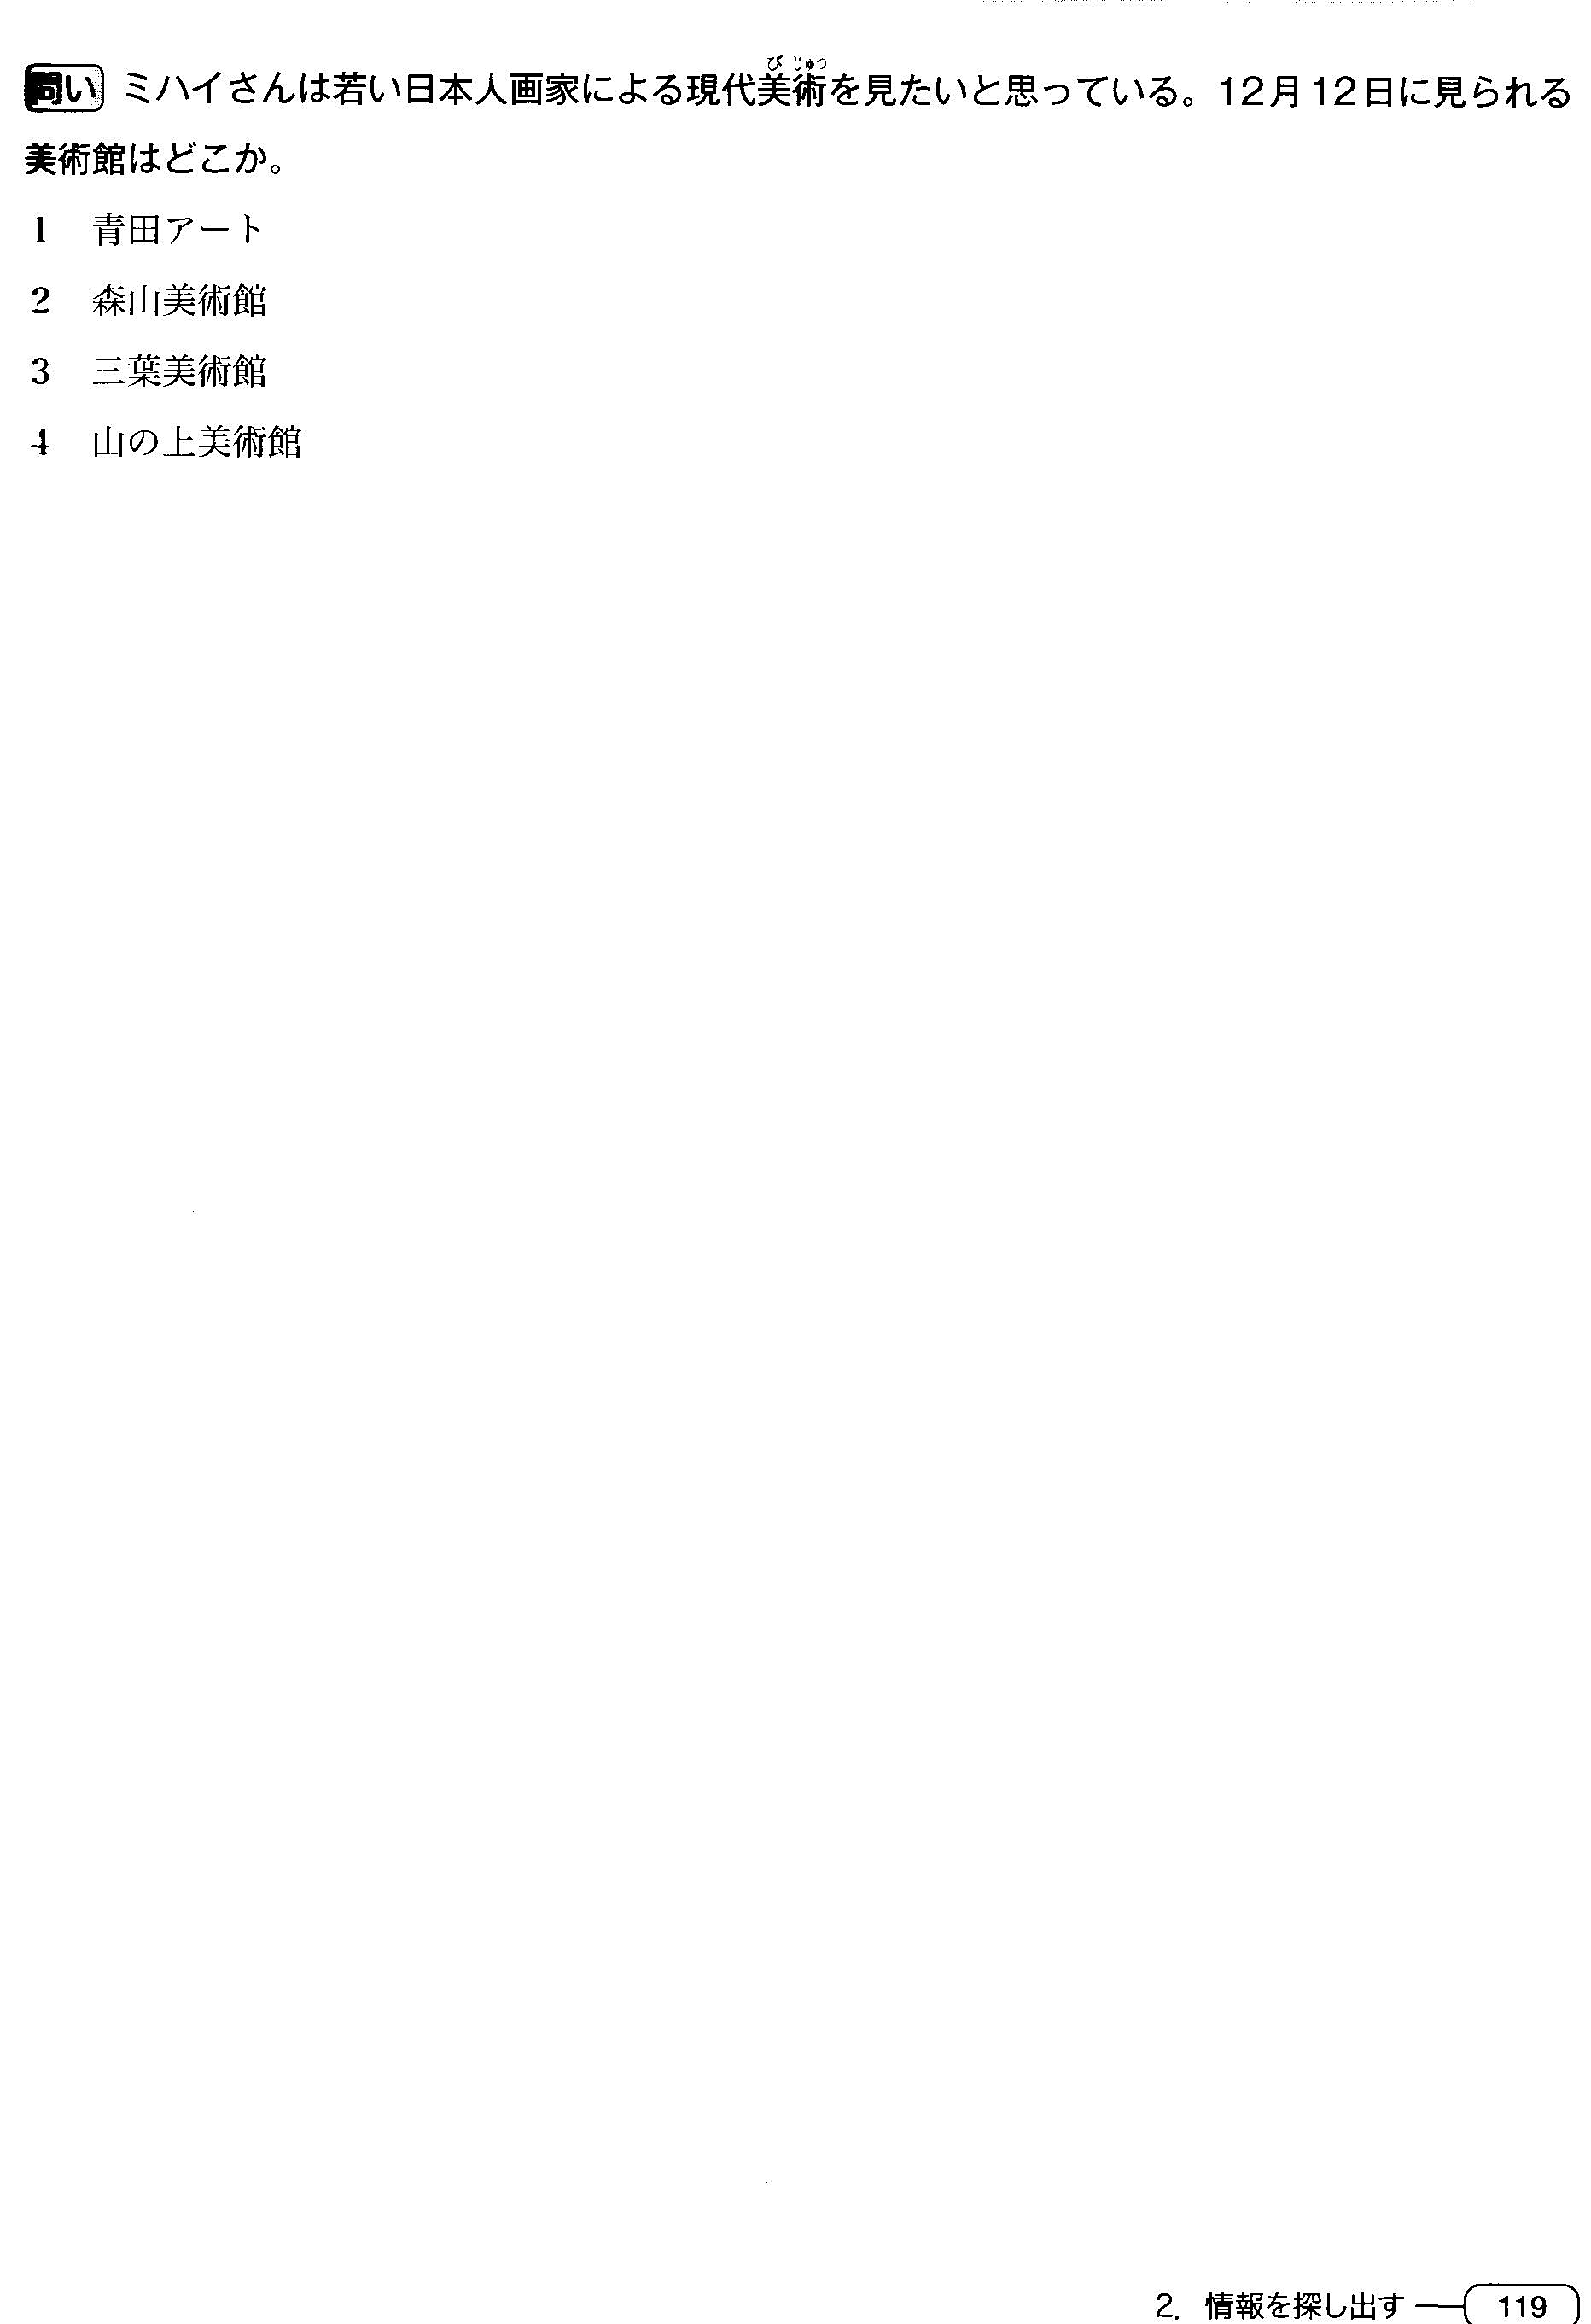 問い ミハイさんは若い日本人画家による現代美術を見たいと思っている。12月12日に見られる
びじゅつ
美術館はどこか。
1 青田アート
2 森山美術館
3 三葉美術館
4 山の上美術館
2. 情報を探し出す 119